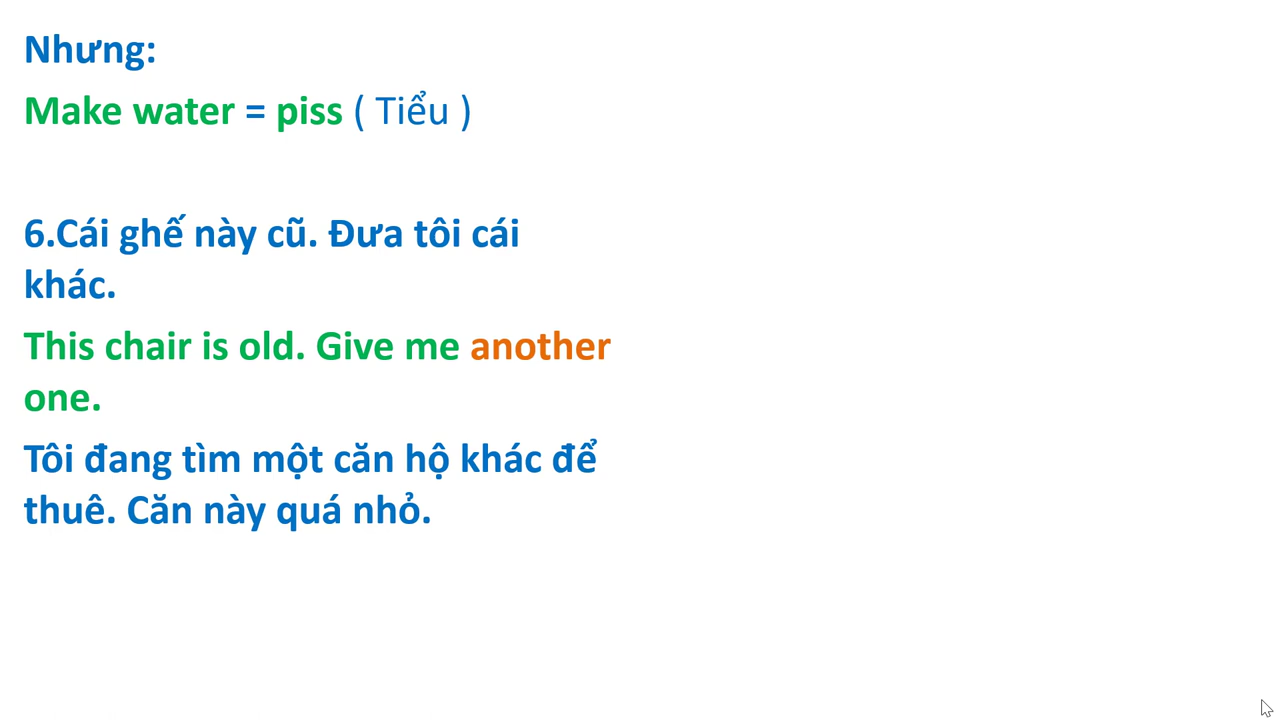 Nhưng:
Make water = piss ( Tiểu )
6.Cái ghế này cũ. Đưa tôi cái
khác.
This chair is old. Give me another
one.
Tôi đang tìm một căn hộ khác để
thuê. Căn này quá nhỏ.